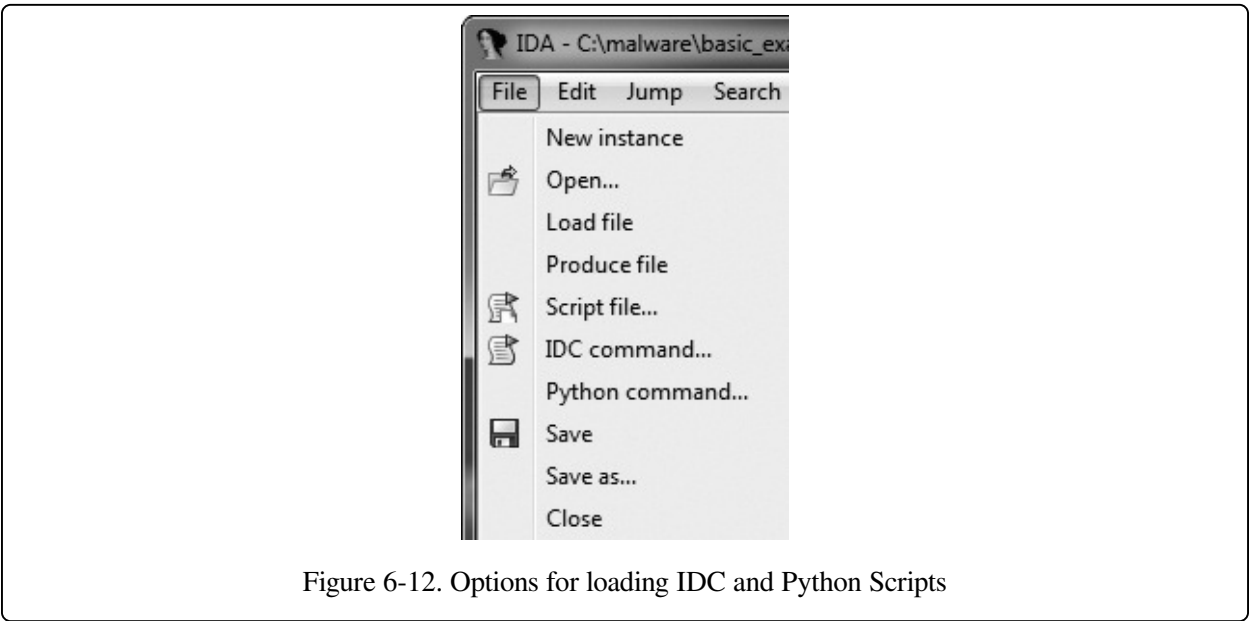 IDA - C:\malware\basic_exa
File Edit Jump Search
New instance
Open...
Load file
Produce file
Script file...
IDC command...
Python command...
Save
Save as...
Close
Figure 6-12. Options for loading IDC and Python Scripts